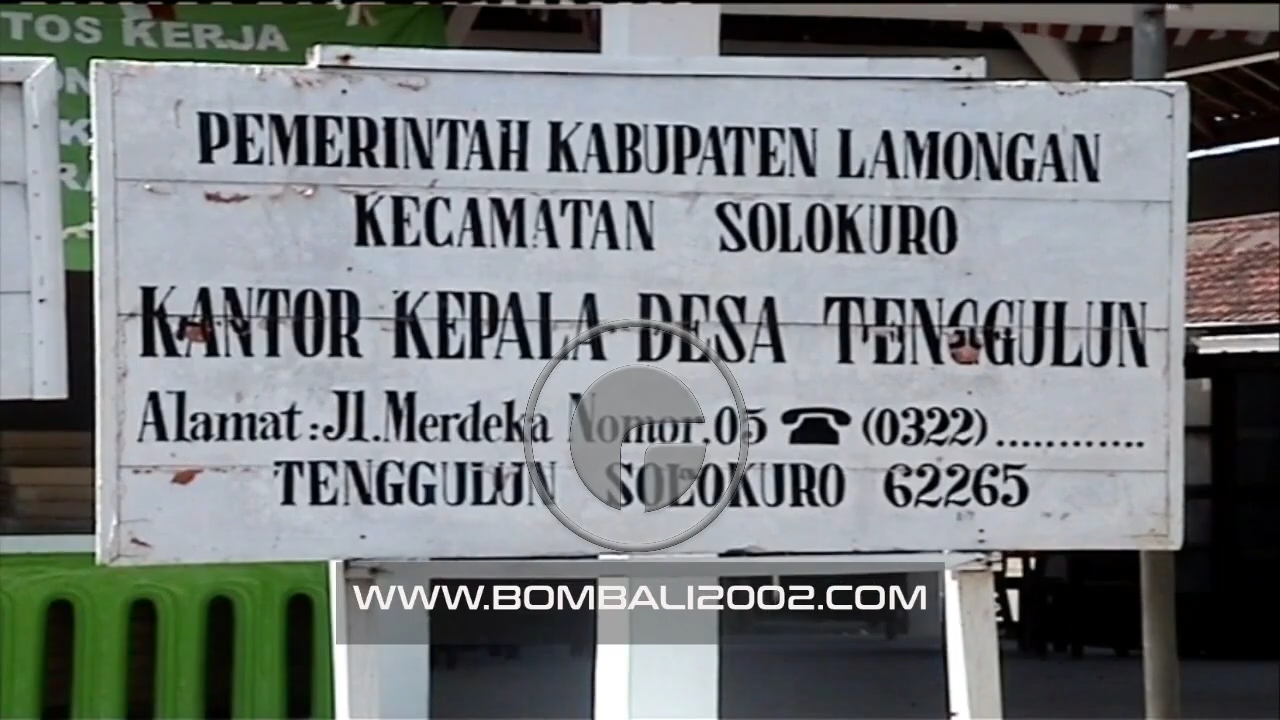 TOS KERJA
PEMERINTAH KABUPATEN LAMONGAN
KECAMATAN SOLOKURO
KANTOR KEPALA DESA TENGGULUN
Alamat :Jl.Merdeka Nomor.05 ☎ (0322)............
TENGGULUN SOLOKURO 62265
WWW.BOMBALI2002.COM